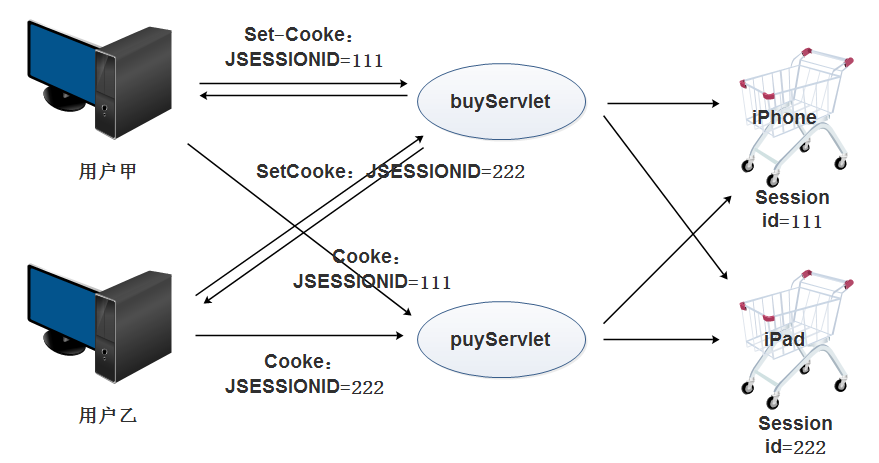 Set-Cooke：
JSESSIONID=111
buyServlet
iPhone
用户甲
SetCooke：JSESSIONID=222
Session
id=111
Cooke：
JSESSIONID=111
puyServlet
iPad
Cooke：
JSESSIONID=222
用户乙
Session
id=222